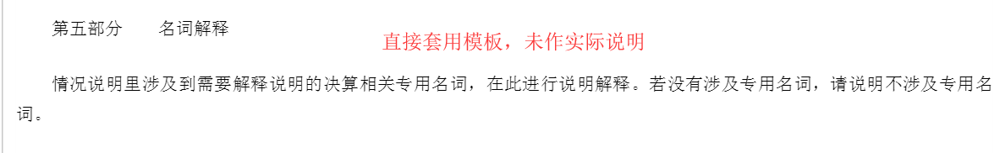 第五部分　　名词解释
直接套用模板，未作实际说明
情况说明里涉及到需要解释说明的决算相关专用名词，在此进行说明解释。若没有涉及专用名词，请说明不涉及专用名
词。